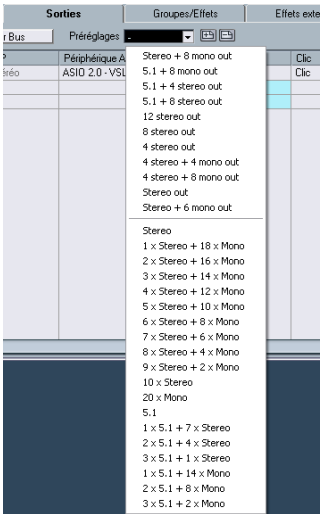 Sorties Groupes/Effets Effets exte
r Bus Préréglages -
Périphérique A Clic
éréo ASIO 2.0 - VSL Clic
Stereo + 8 mono out
5.1 + 8 mono out
5.1 + 4 stereo out
5.1 + 8 stereo out
12 stereo out
8 stereo out
4 stereo out
4 stereo + 4 mono out
4 stereo + 8 mono out
Stereo out
Stereo + 6 mono out
Stereo
1 x Stereo + 18 x Mono
2 x Stereo + 16 x Mono
3 x Stereo + 14 x Mono
4 x Stereo + 12 x Mono
5 x Stereo + 10 x Mono
6 x Stereo + 8 x Mono
7 x Stereo + 6 x Mono
8 x Stereo + 4 x Mono
9 x Stereo + 2 x Mono
10 x Stereo
20 x Mono
5.1
1 x 5.1 + 7 x Stereo
2 x 5.1 + 4 x Stereo
3 x 5.1 + 1 x Stereo
1 x 5.1 + 14 x Mono
2 x 5.1 + 8 x Mono
3 x 5.1 + 2 x Mono